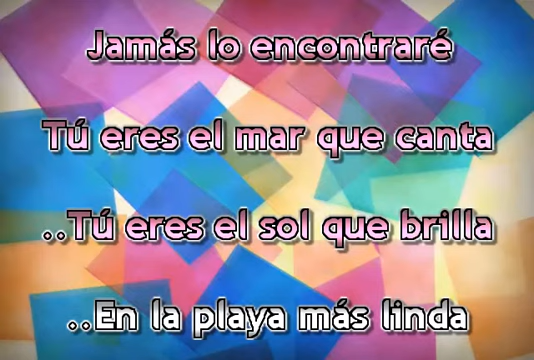 Jamás lo encontraré
Tú eres el mar que canta
..Tú eres el sol que brilla
..En la playa más linda